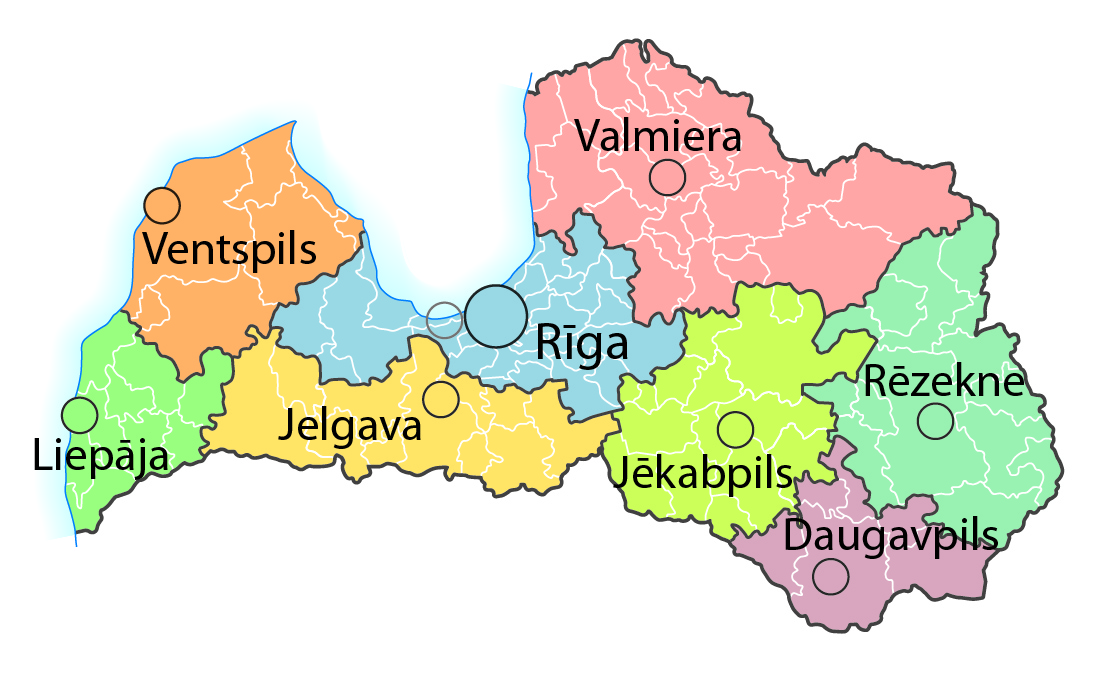 Valmiera
Ventspils
Rīga
Rēzekne
Jelgava
Liepāja
Jēkabpils
Daugavpils